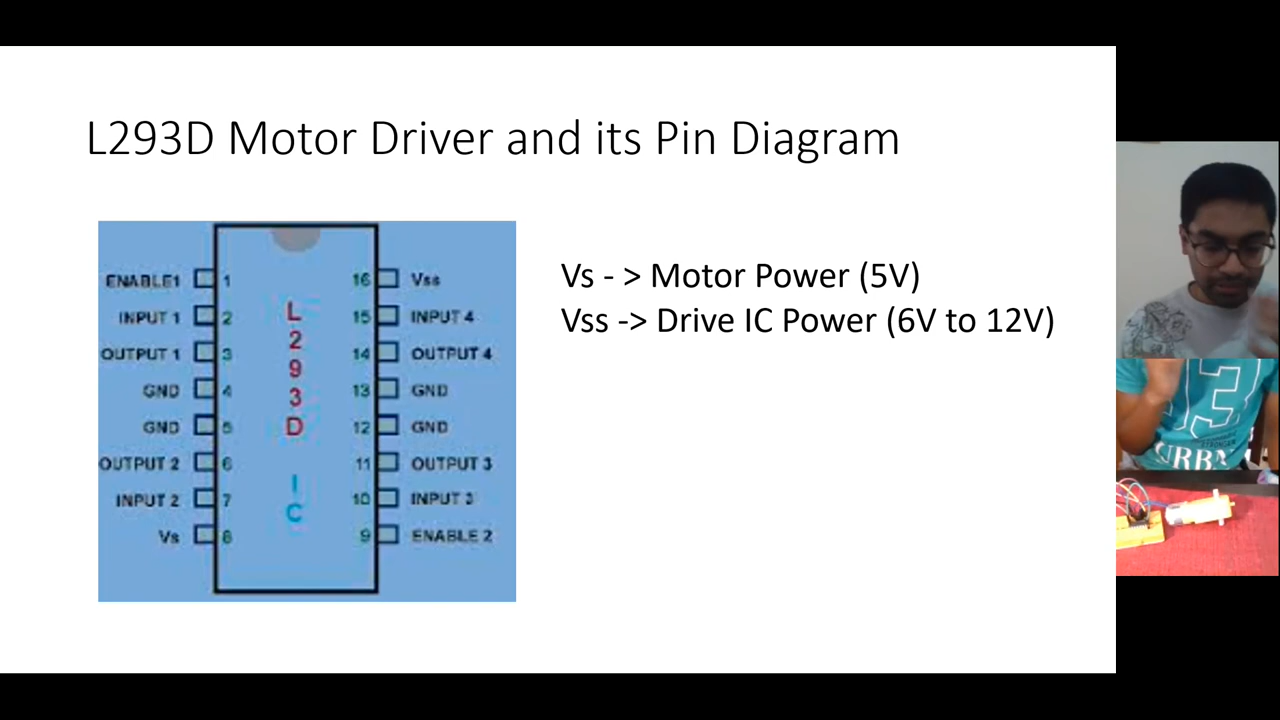 L293D Motor Driver and its Pin Diagram
ENABLE1 1 16 Vss
INPUT 1 2 15 INPUT 4
OUTPUT 1 3 14 OUTPUT 4
GND 4 13 GND
GND 5 12 GND
OUTPUT 2 6 11 OUTPUT 3
INPUT 2 7 10 INPUT 3
Vs 8 9 ENABLE 2
L
2
9
3
D
I
C
Vs - > Motor Power (5V)
Vss -> Drive IC Power (6V to 12V)